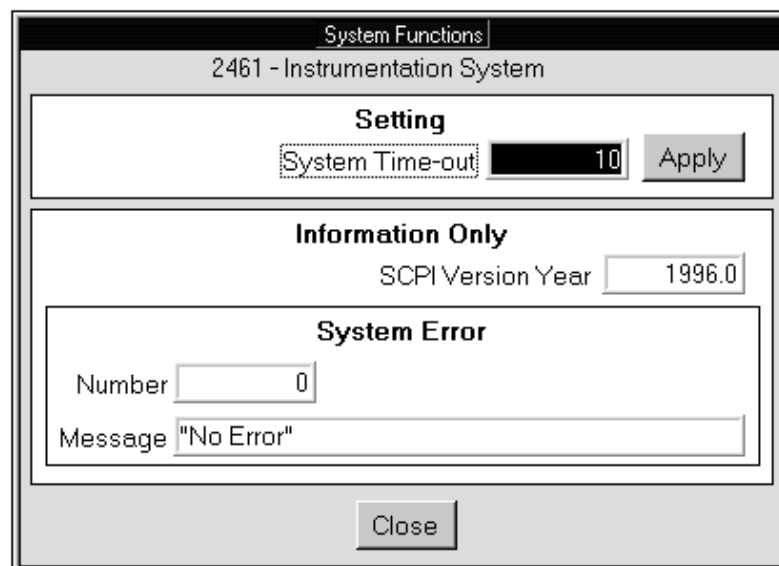 System Functions
2461 - Instrumentation System
Setting
System Time-out 10 Apply
Information Only
SCPI Version Year 1996.0
System Error
Number 0
Message "No Error"
Close